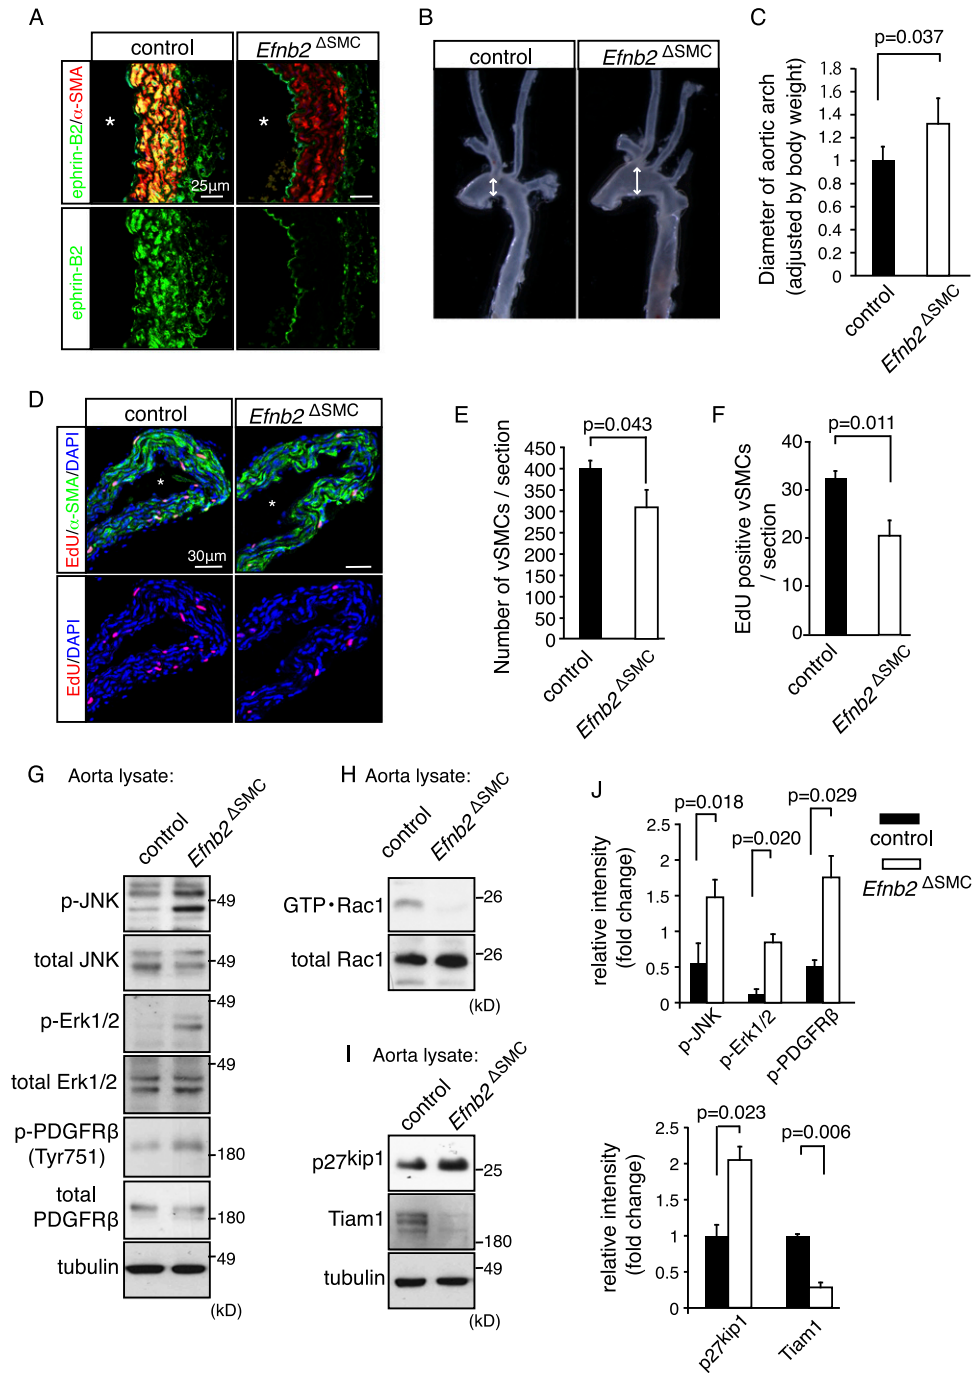 A
control
Efnb2 ΔSMC
ephrin-B2/α-SMA
*
*
25μm
ephrin-B2
B
control
Efnb2 ΔSMC
C
p=0.037
Diameter of aortic arch
(adjusted by body weight)
1.8
1.6
1.4
1.2
1
0.8
0.6
0.4
0.2
0
control
Efnb2 ΔSMC
D
control
Efnb2 ΔSMC
EdU/α-SMA/DAPI
*
*
30μm
EdU/DAPI
E
p=0.043
Number of vSMCs / section
450
400
350
300
250
200
150
100
50
0
control
Efnb2 ΔSMC
F
p=0.011
EdU positive vSMCs
/ section
40
30
20
10
0
control
Efnb2 ΔSMC
G Aorta lysate:
control
Efnb2 ΔSMC
p-JNK
49
total JNK
49
p-Erk1/2
49
total Erk1/2
49
p-PDGFRβ
(Tyr751)
180
total
PDGFRβ
180
tubulin
49
(kD)
H Aorta lysate:
control
Efnb2 ΔSMC
GTP•Rac1
26
total Rac1
26
(kD)
I Aorta lysate:
control
Efnb2 ΔSMC
p27kip1
25
Tiam1
180
tubulin
49
(kD)
J
p=0.018
p=0.020
p=0.029
control
Efnb2 ΔSMC
relative intensity
(fold change)
2.5
2
1.5
1
0.5
0
p-JNK
p-Erk1/2
p-PDGFRβ
p=0.023
p=0.006
relative intensity
(fold change)
2.5
2
1.5
1
0.5
0
p27kip1
Tiam1